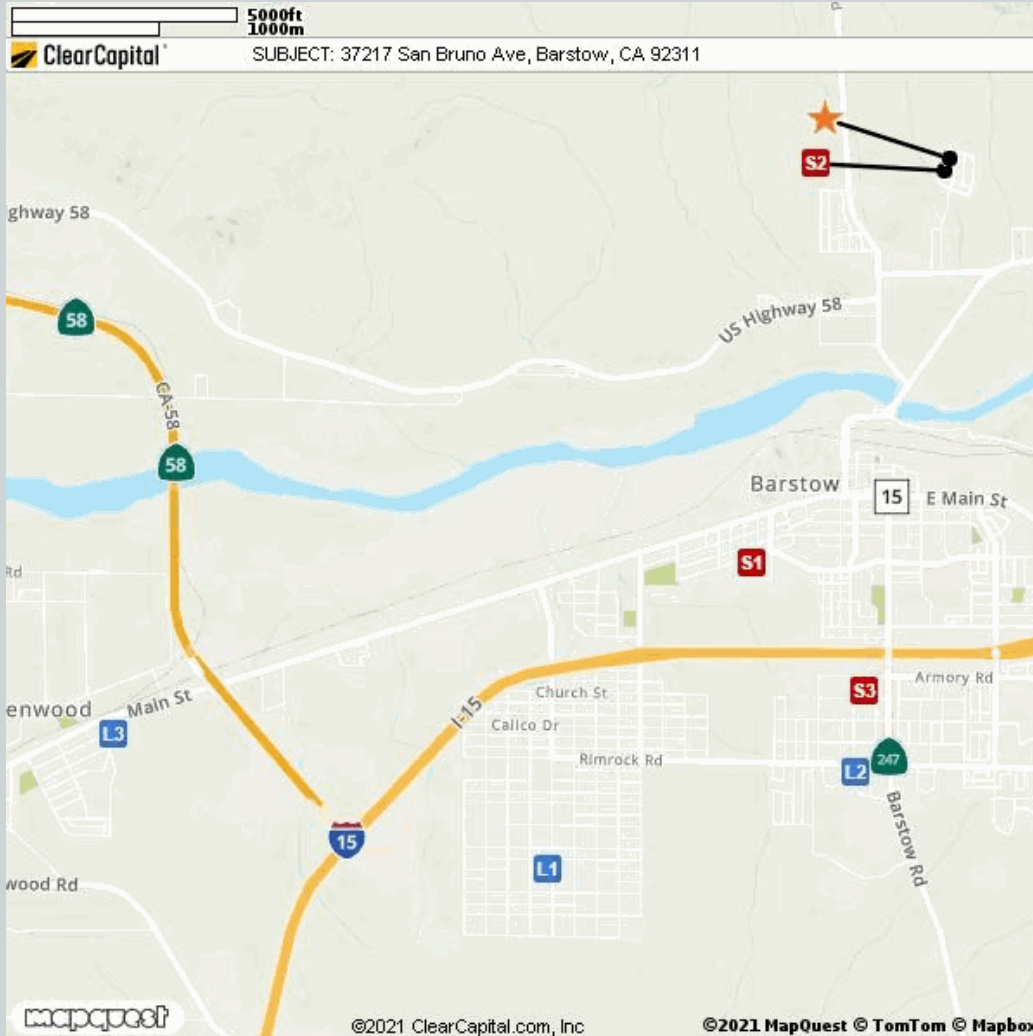 5000ft
1000m
ClearCapital
SUBJECT: 37217 San Bruno Ave, Barstow, CA 92311
S2
ghway 58
58
US Highway 58
CA-58
58
Barstow
15
E Main St
S1
Rd
Church St
Armory Rd
S3
enwood
Main St
I-15
Calico Dr
L3
Rimrock Rd
L2
247
15
Barstow Rd
L1
wood Rd
mapquest
©2021 ClearCapital.com, Inc
©2021 MapQuest © TomTom © Mapbox